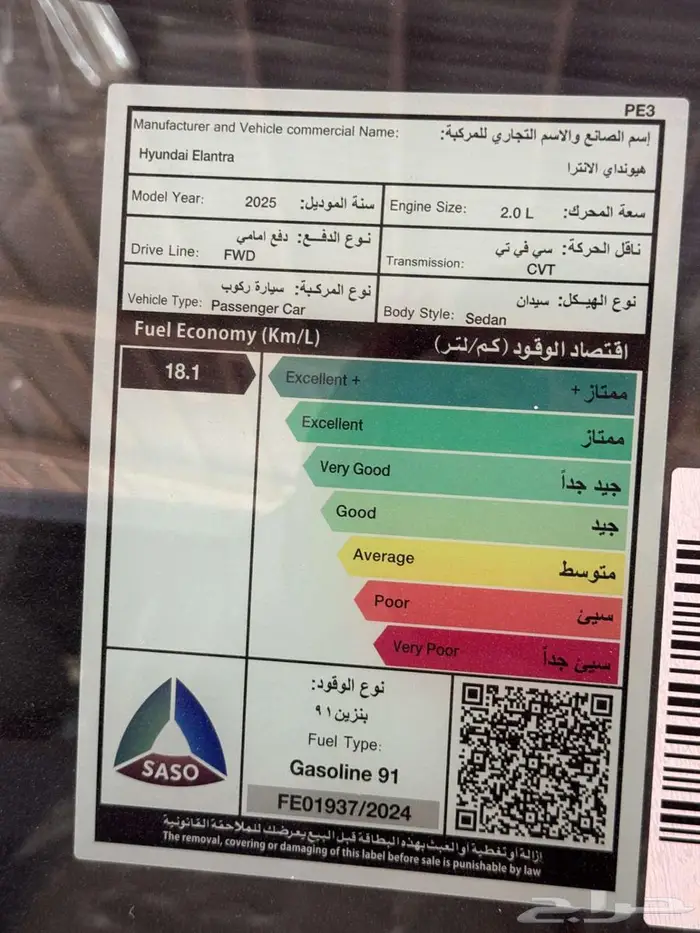 PE3
Manufacturer and Vehicle commercial Name: إسم الصانع والاسم التجاري للمركبة:
Hyundai Elantra هيونداي الانترا
Model Year: 2025 سنة الموديل:
Engine Size: 2.0 L سعة المحرك:
نوع الدفع: دفع امامي
Drive Line: FWD
ناقل الحركة: سي في تي
Transmission: CVT
نوع المركبة: سيارة ركوب
Vehicle Type: Passenger Car
نوع الهيكل: سيدان
Body Style: Sedan
Fuel Economy (Km/L) اقتصاد الوقود (كم/لتر)
18.1
Excellent + ممتاز +
Excellent ممتاز
Very Good جيد جداً
Good جيد
Average متوسط
Poor سيئ
Very Poor سيئ جداً
SASO
نوع الوقود:
بنزين ٩١
Fuel Type:
Gasoline 91
FE01937/2024
إزالة أو تغطية أو العبث بهذه البطاقة قبل البيع يعرضك للملاحقة القانونية
The removal, covering or damaging of this label before sale is punishable by law
حراج